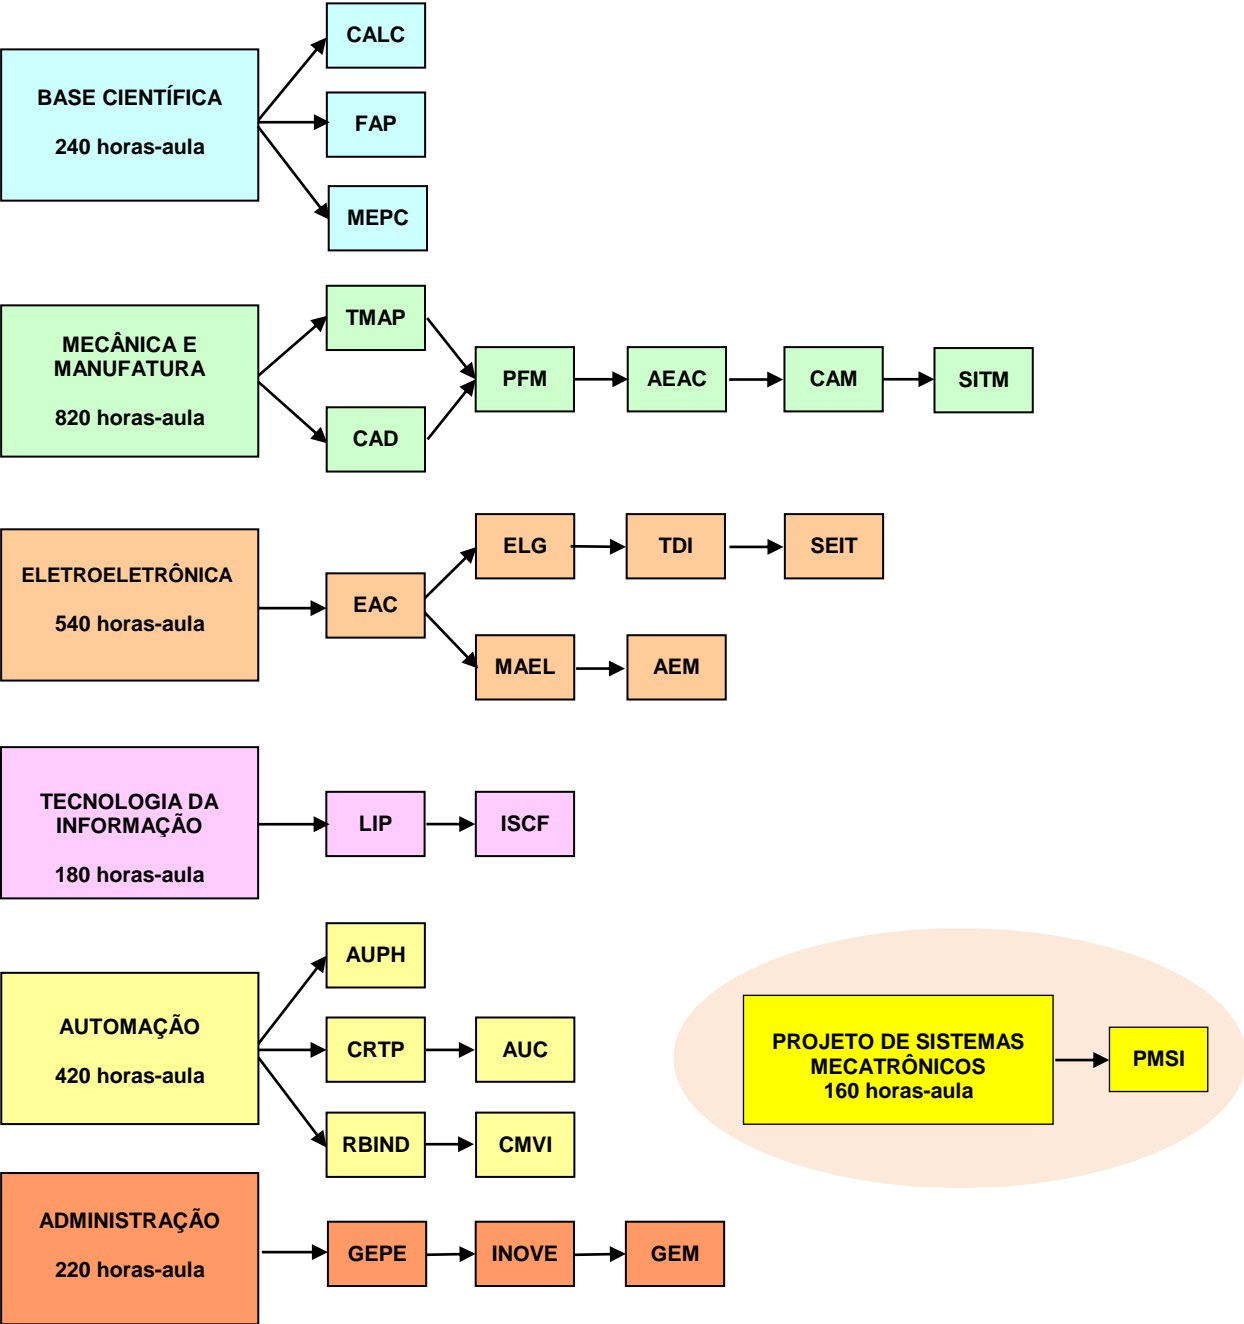 BASE CIENTÍFICA
240 horas-aula
CALC
FAP
MEPC
MECÂNICA E
MANUFATURA
820 horas-aula
TMAP
CAD
PFM
AEAC
CAM
SITM
ELETROELETRÔNICA
540 horas-aula
EAC
ELG
TDI
SEIT
MAEL
AEM
TECNOLOGIA DA
INFORMAÇÃO
180 horas-aula
LIP
ISCF
AUTOMAÇÃO
420 horas-aula
AUPH
CRTP
AUC
RBIND
CMVI
PROJETO DE SISTEMAS
MECATRÔNICOS
160 horas-aula
PMSI
ADMINISTRAÇÃO
220 horas-aula
GEPE
INOVE
GEM